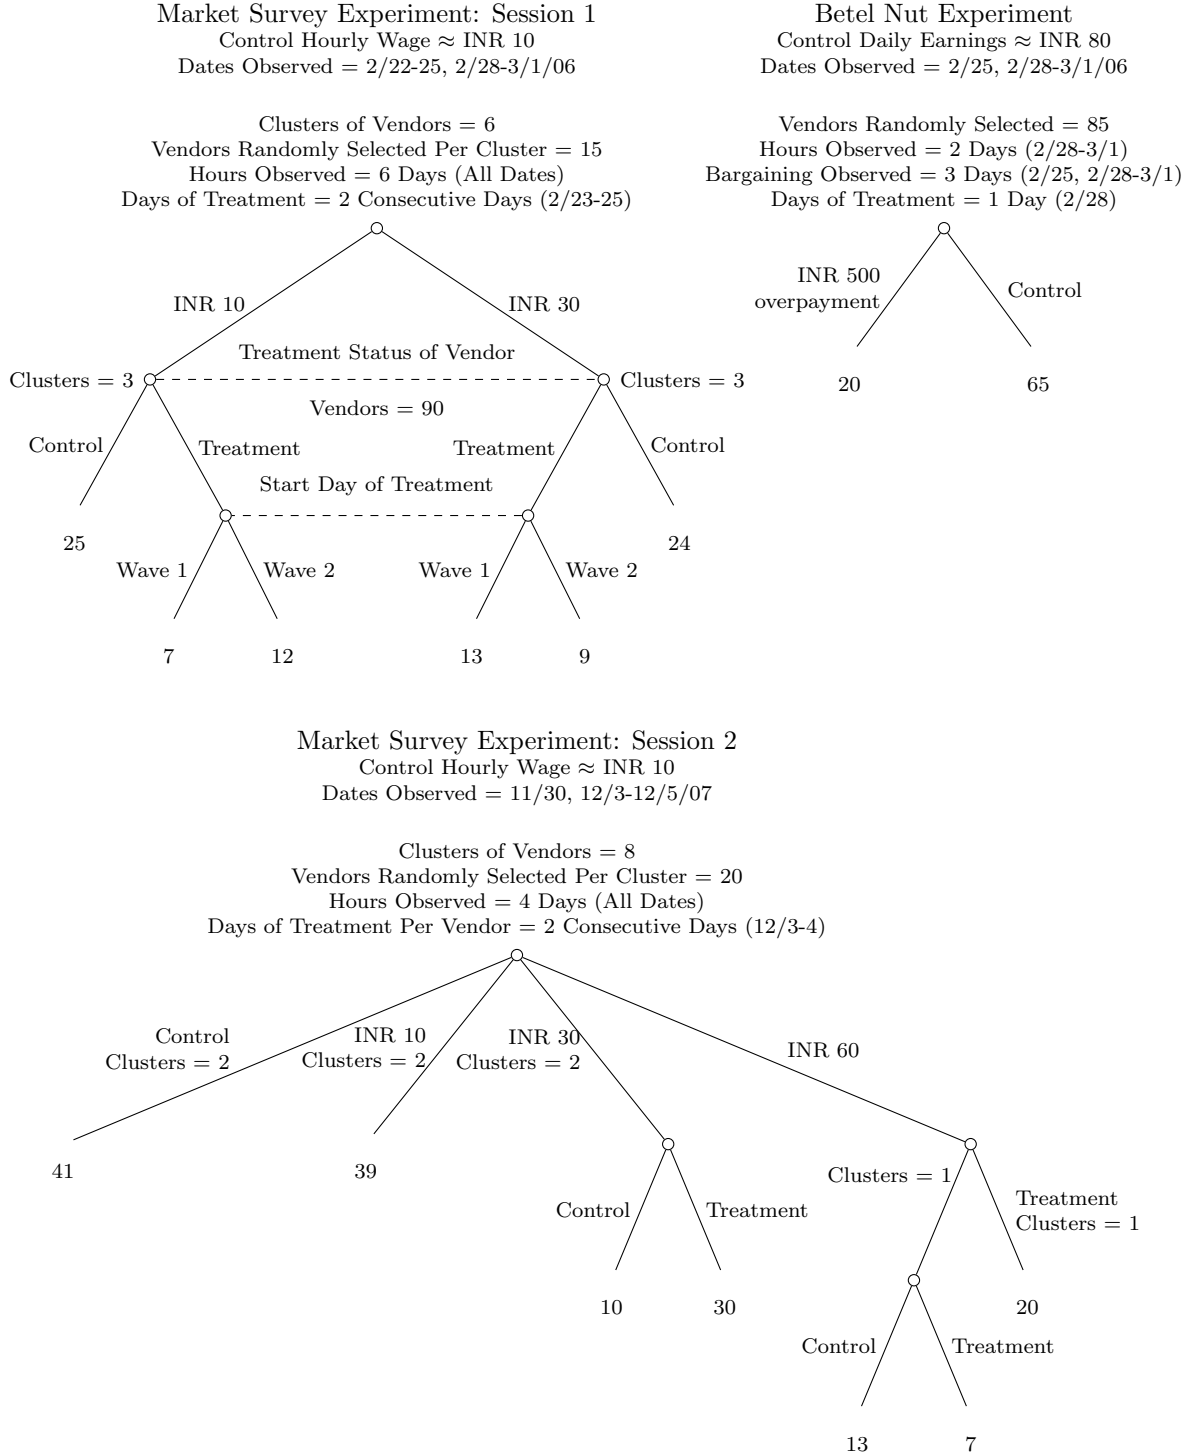 Market Survey Experiment: Session 1
Control Hourly Wage ≈ INR 10
Dates Observed = 2/22-25, 2/28-3/1/06
Clusters of Vendors = 6
Vendors Randomly Selected Per Cluster = 15
Hours Observed = 6 Days (All Dates)
Days of Treatment = 2 Consecutive Days (2/23-25)
INR 10
INR 30
Treatment Status of Vendor
Clusters = 3
Clusters = 3
Vendors = 90
Control
Treatment
Treatment
Control
Start Day of Treatment
25
24
Wave 1
Wave 2
Wave 1
Wave 2
7
12
13
9
Betel Nut Experiment
Control Daily Earnings ≈ INR 80
Dates Observed = 2/25, 2/28-3/1/06
Vendors Randomly Selected = 85
Hours Observed = 2 Days (2/28-3/1)
Bargaining Observed = 3 Days (2/25, 2/28-3/1)
Days of Treatment = 1 Day (2/28)
INR 500
overpayment
Control
20
65
Market Survey Experiment: Session 2
Control Hourly Wage ≈ INR 10
Dates Observed = 11/30, 12/3-12/5/07
Clusters of Vendors = 8
Vendors Randomly Selected Per Cluster = 20
Hours Observed = 4 Days (All Dates)
Days of Treatment Per Vendor = 2 Consecutive Days (12/3-4)
Control
Clusters = 2
INR 10
Clusters = 2
INR 30
Clusters = 2
INR 60
41
39
Clusters = 1
Treatment
Clusters = 1
Control
Treatment
10
30
20
Control
Treatment
13
7